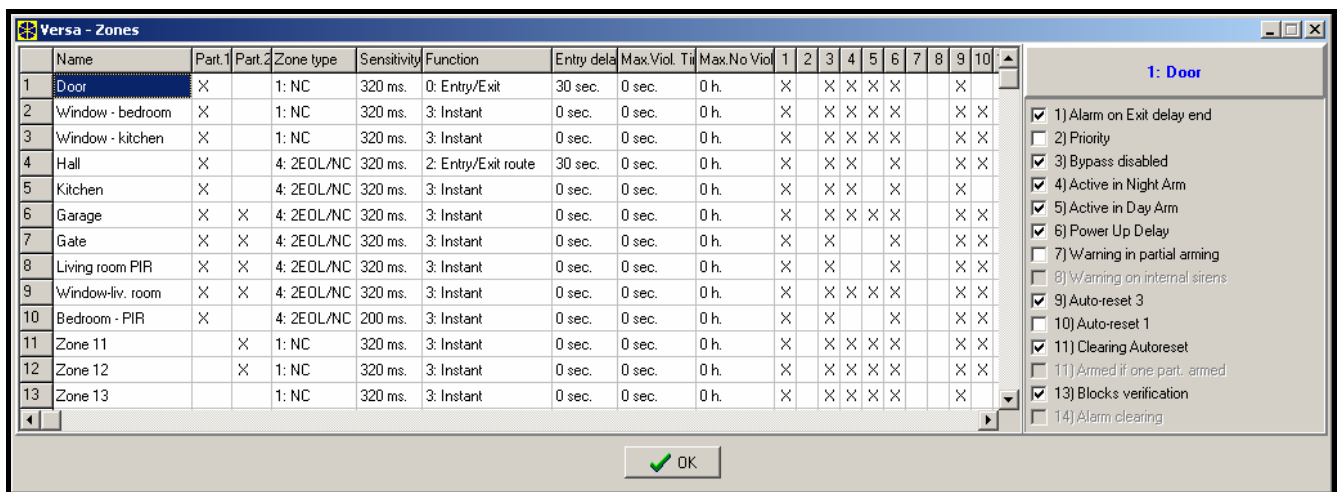 Versa - Zones
Name Part.1 Part.2 Zone type Sensitivity Function Entry dela Max.Viol. Ti Max.No Viol 1 2 3 4 5 6 7 8 9 10
1 Door X 1: NC 320 ms. 0: Entry/Exit 30 sec. 0 sec. 0 h. X X X X X X
2 Window - bedroom X 1: NC 320 ms. 3: Instant 0 sec. 0 sec. 0 h. X X X X X X X
3 Window - kitchen X 1: NC 320 ms. 3: Instant 0 sec. 0 sec. 0 h. X X X X X X X
4 Hall X 4: 2EOL/NC 320 ms. 2: Entry/Exit route 30 sec. 0 sec. 0 h. X X X X X X
5 Kitchen X 4: 2EOL/NC 320 ms. 3: Instant 0 sec. 0 sec. 0 h. X X X X X
6 Garage X X 4: 2EOL/NC 320 ms. 3: Instant 0 sec. 0 sec. 0 h. X X X X X X X
7 Gate X X 4: 2EOL/NC 320 ms. 3: Instant 0 sec. 0 sec. 0 h. X X X X X
8 Living room PIR X X 4: 2EOL/NC 320 ms. 3: Instant 0 sec. 0 sec. 0 h. X X X X X
9 Window-liv. room X X 4: 2EOL/NC 320 ms. 3: Instant 0 sec. 0 sec. 0 h. X X X X X X X
10 Bedroom - PIR X 4: 2EOL/NC 200 ms. 3: Instant 0 sec. 0 sec. 0 h. X X X X X
11 Zone 11 X 1: NC 320 ms. 3: Instant 0 sec. 0 sec. 0 h. X X X X X X X
12 Zone 12 X 1: NC 320 ms. 3: Instant 0 sec. 0 sec. 0 h. X X X X X X X
13 Zone 13 1: NC 320 ms. 3: Instant 0 sec. 0 sec. 0 h. X X X X X X
1: Door
1) Alarm on Exit delay end
2) Priority
3) Bypass disabled
4) Active in Night Arm
5) Active in Day Arm
6) Power Up Delay
7) Warning in partial arming
8) Warning on internal sirens
9) Auto-reset 3
10) Auto-reset 1
11) Clearing Autoreset
11) Armed if one part. armed
13) Blocks verification
14) Alarm clearing
OK